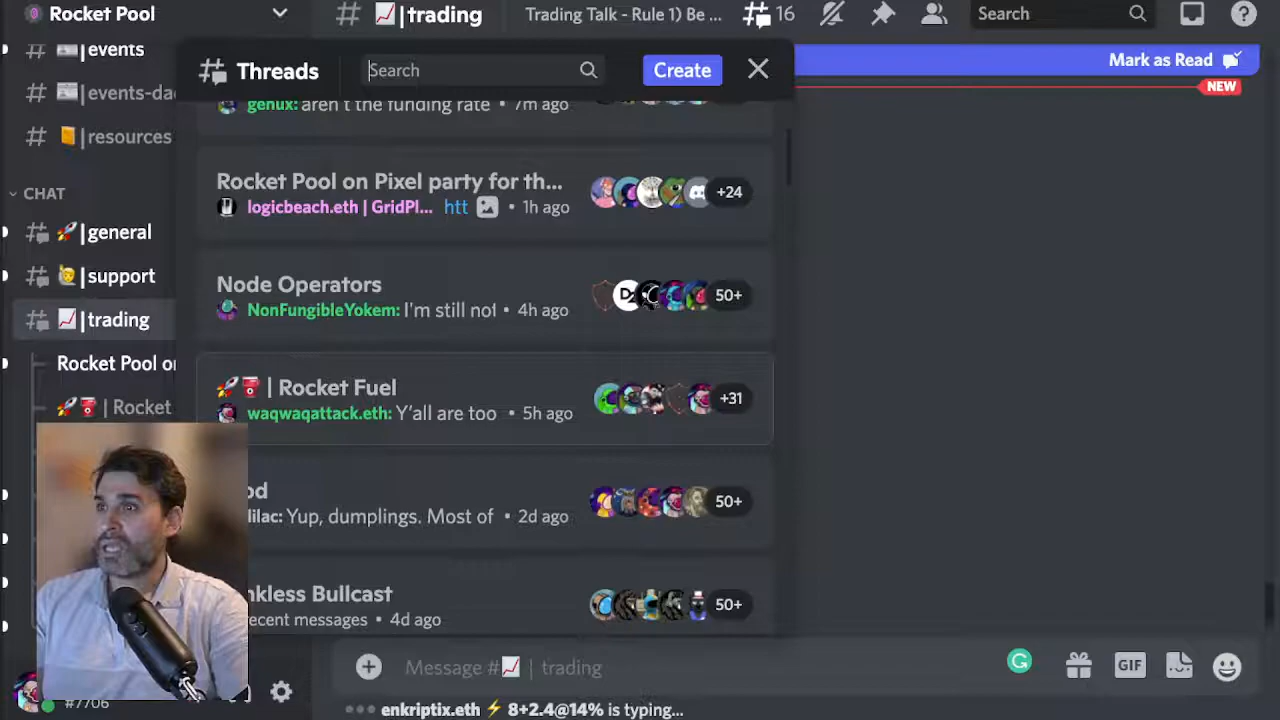 Rocket Pool
|trading
Trading Talk - Rule 1) Be ...
16
Search
|events
Mark as Read
NEW
Threads
Search
Create
|events-da
genux: aren't the funding rate • 7m ago
|resources
CHAT
Rocket Pool on Pixel party for th...
logicbeach.eth | GridPl... htt • 1h ago
+24
|general
|support
Node Operators
NonFungibleYokem: I'm still not • 4h ago
50+
|trading
Rocket Pool o
| Rocket Fuel
waqwaqattack.eth: Y'all are too • 5h ago
+31
| Rocket
od
lilac: Yup, dumplings. Most of • 2d ago
50+
nkless Bullcast
recent messages • 4d ago
50+
Message # | trading
GIF
#7706
enkriptix.eth ⚡ 8+2.4@14% is typing...